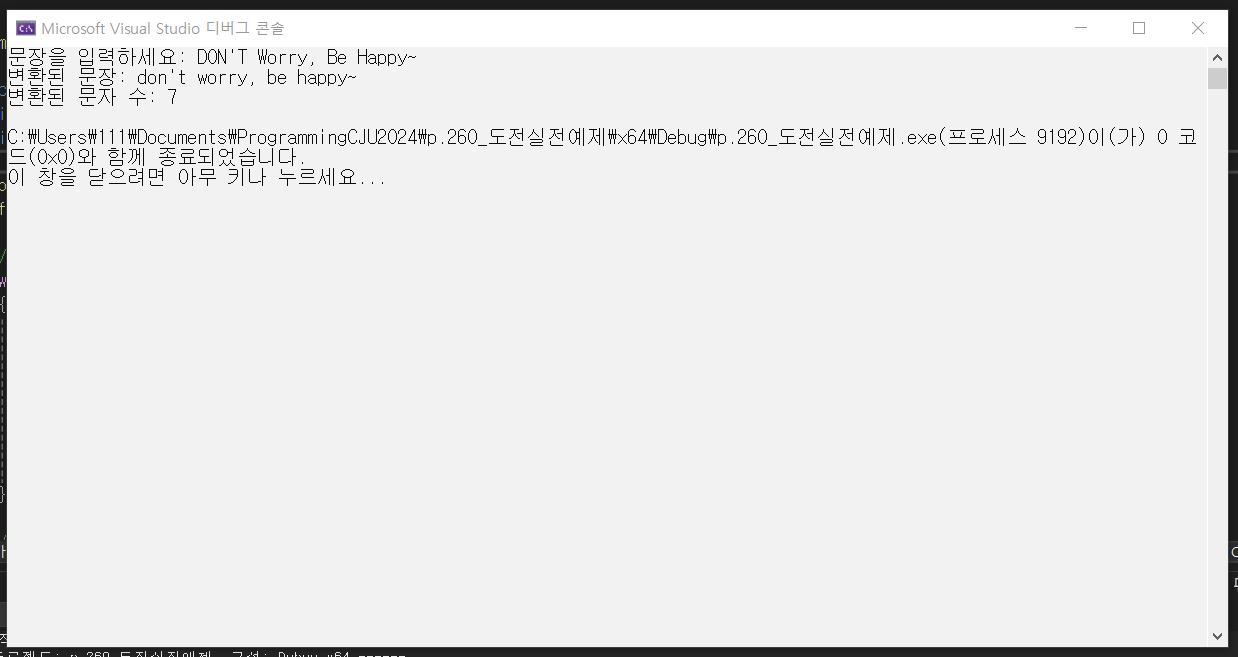 Microsoft Visual Studio 디버그 콘솔
문장을 입력하세요: DON'T Worry, Be Happy~
변환된 문장: don't worry, be happy~
변환된 문자 수: 7
C:\Users\111\Documents\ProgrammingCJU2024\p.260_도전실전예제\x64\Debug\p.260_도전실전예제.exe(프로세스 9192)이(가) 0 코
드(0x0)와 함께 종료되었습니다.
이 창을 닫으려면 아무 키나 누르세요...